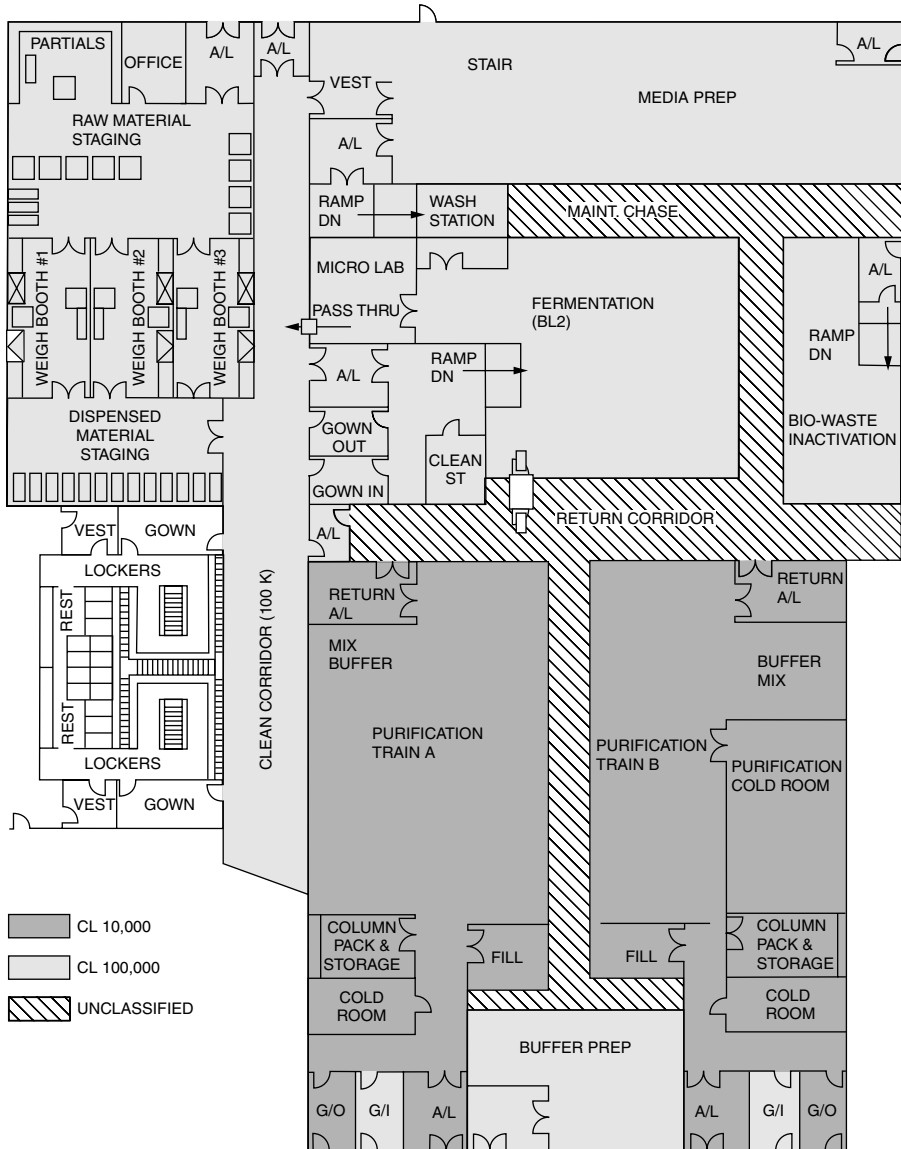 PARTIALS
OFFICE
A/L
A/L
STAIR
VEST
A/L
MEDIA PREP
RAW MATERIAL
STAGING
A/L
RAMP
DN
WASH
STATION
MAINT. CHASE
WEIGH BOOTH #1
WEIGH BOOTH #2
WEIGH BOOTH #3
MICRO LAB
PASS THRU
FERMENTATION
(BL2)
A/L
RAMP
DN
A/L
RAMP
DN
DISPENSED
MATERIAL
STAGING
GOWN
OUT
CLEAN
ST
BIO-WASTE
INACTIVATION
GOWN IN
RETURN CORRIDOR
VEST
GOWN
A/L
LOCKERS
REST
REST
LOCKERS
VEST
GOWN
CLEAN CORRIDOR (100 K)
RETURN
A/L
RETURN
A/L
MIX
BUFFER
BUFFER
MIX
PURIFICATION
TRAIN A
PURIFICATION
TRAIN B
PURIFICATION
COLD ROOM
COLUMN
PACK &
STORAGE
FILL
FILL
COLUMN
PACK &
STORAGE
COLD
ROOM
COLD
ROOM
BUFFER PREP
G/O
G/I
A/L
A/L
G/I
G/O
CL 10,000
CL 100,000
UNCLASSIFIED